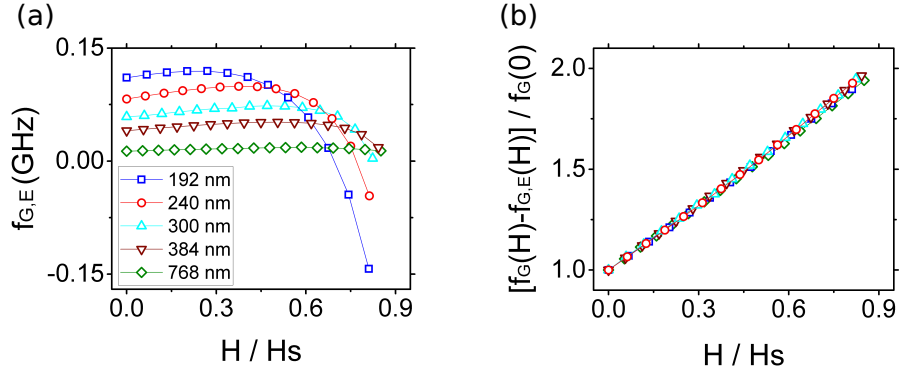 (a)
f_G,E (GHz)
0.15
0.00
-0.15
192 nm
240 nm
300 nm
384 nm
768 nm
0.0 0.3 0.6 0.9
H / Hs
(b)
[f_G(H)-f_G,E(H)] / f_G(0)
2.0
1.5
1.0
0.0 0.3 0.6 0.9
H / Hs